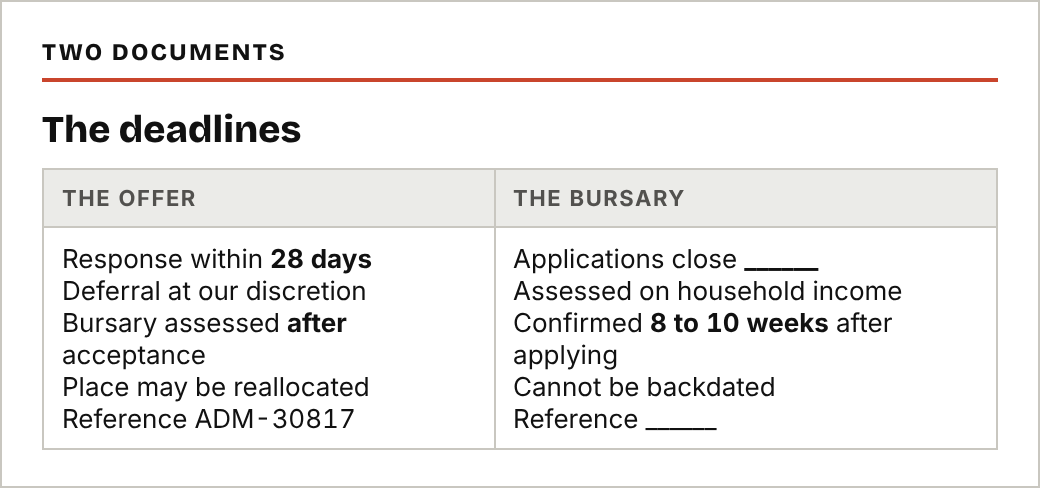 TWO DOCUMENTS
The deadlines
THE OFFER
Response within 28 days
Deferral at our discretion
Bursary assessed after
acceptance
Place may be reallocated
Reference ADM-30817
THE BURSARY
Applications close ______
Assessed on household income
Confirmed 8 to 10 weeks after
applying
Cannot be backdated
Reference ______